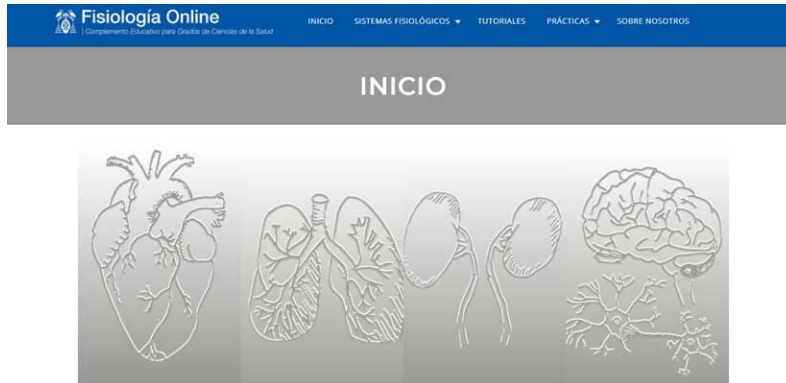 Fisiología Online
| Complemento Educativo para Grados de Ciencias de la Salud
INICIO SISTEMAS FISIOLÓGICOS TUTORIALES PRÁCTICAS SOBRE NOSOTROS
INICIO